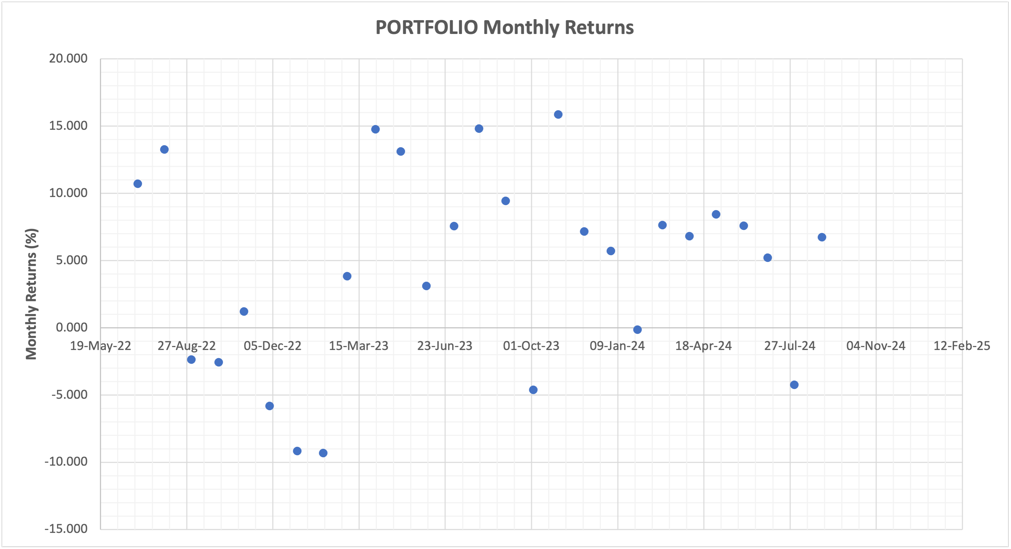 PORTFOLIO Monthly Returns
20.000
15.000
10.000
5.000
0.000
-5.000
-10.000
-15.000
Monthly Returns (%)
19-May-22 27-Aug-22 05-Dec-22 15-Mar-23 23-Jun-23 01-Oct-23 09-Jan-24 18-Apr-24 27-Jul-24 04-Nov-24 12-Feb-25